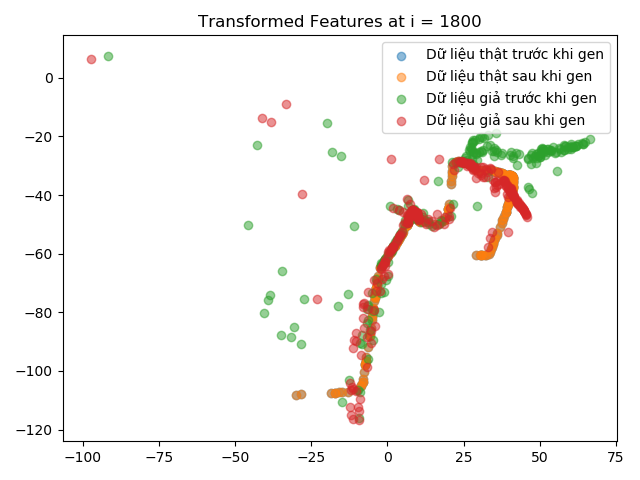 Transformed Features at i = 1800
Dữ liệu thật trước khi gen
Dữ liệu thật sau khi gen
Dữ liệu giả trước khi gen
Dữ liệu giả sau khi gen
0
−20
−40
−60
−80
−100
−120
−100 −75 −50 −25 0 25 50 75